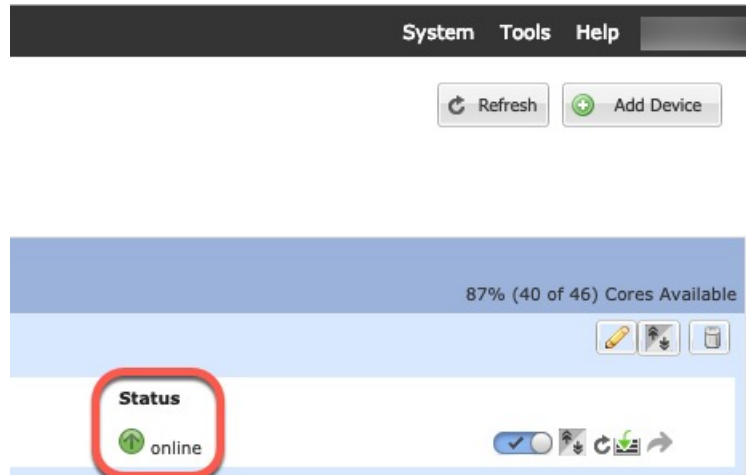 System Tools Help
Refresh Add Device
87% (40 of 46) Cores Available
Status
online